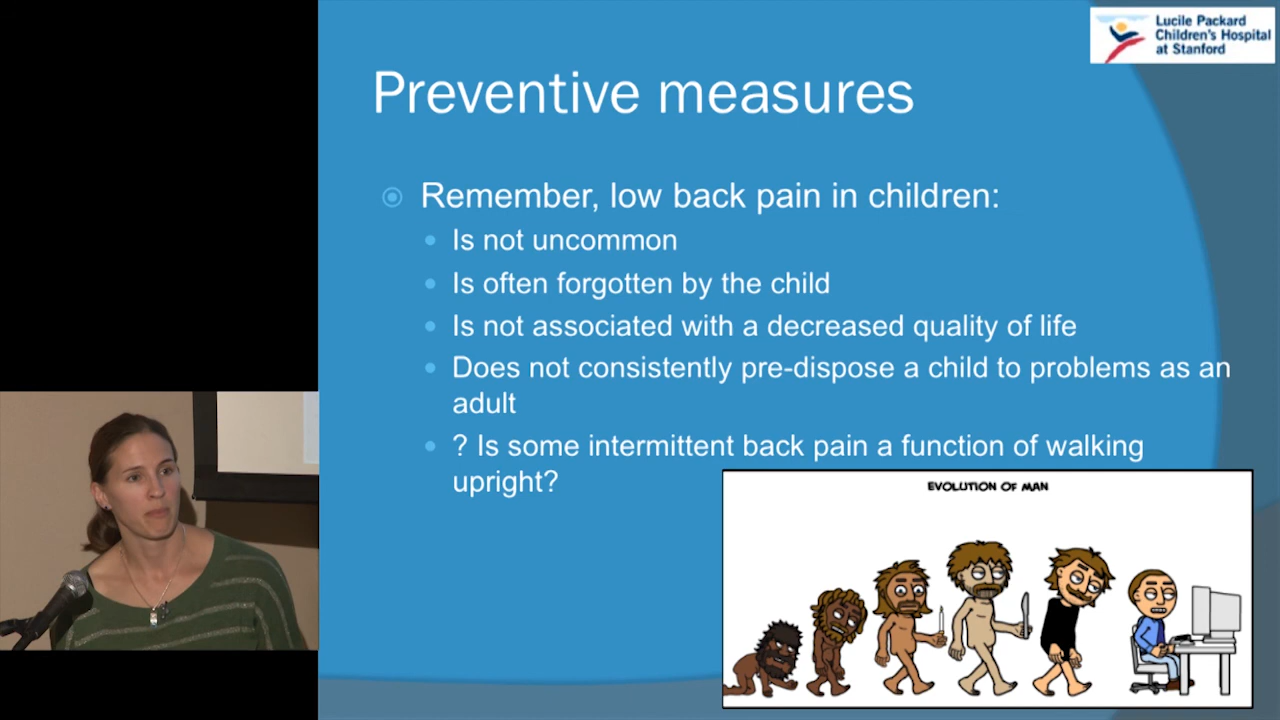 Lucile Packard
Children's Hospital
at Stanford
Preventive measures
Remember, low back pain in children:
Is not uncommon
Is often forgotten by the child
Is not associated with a decreased quality of life
Does not consistently pre-dispose a child to problems as an
adult
? Is some intermittent back pain a function of walking
upright?
EVOLUTION OF MAN